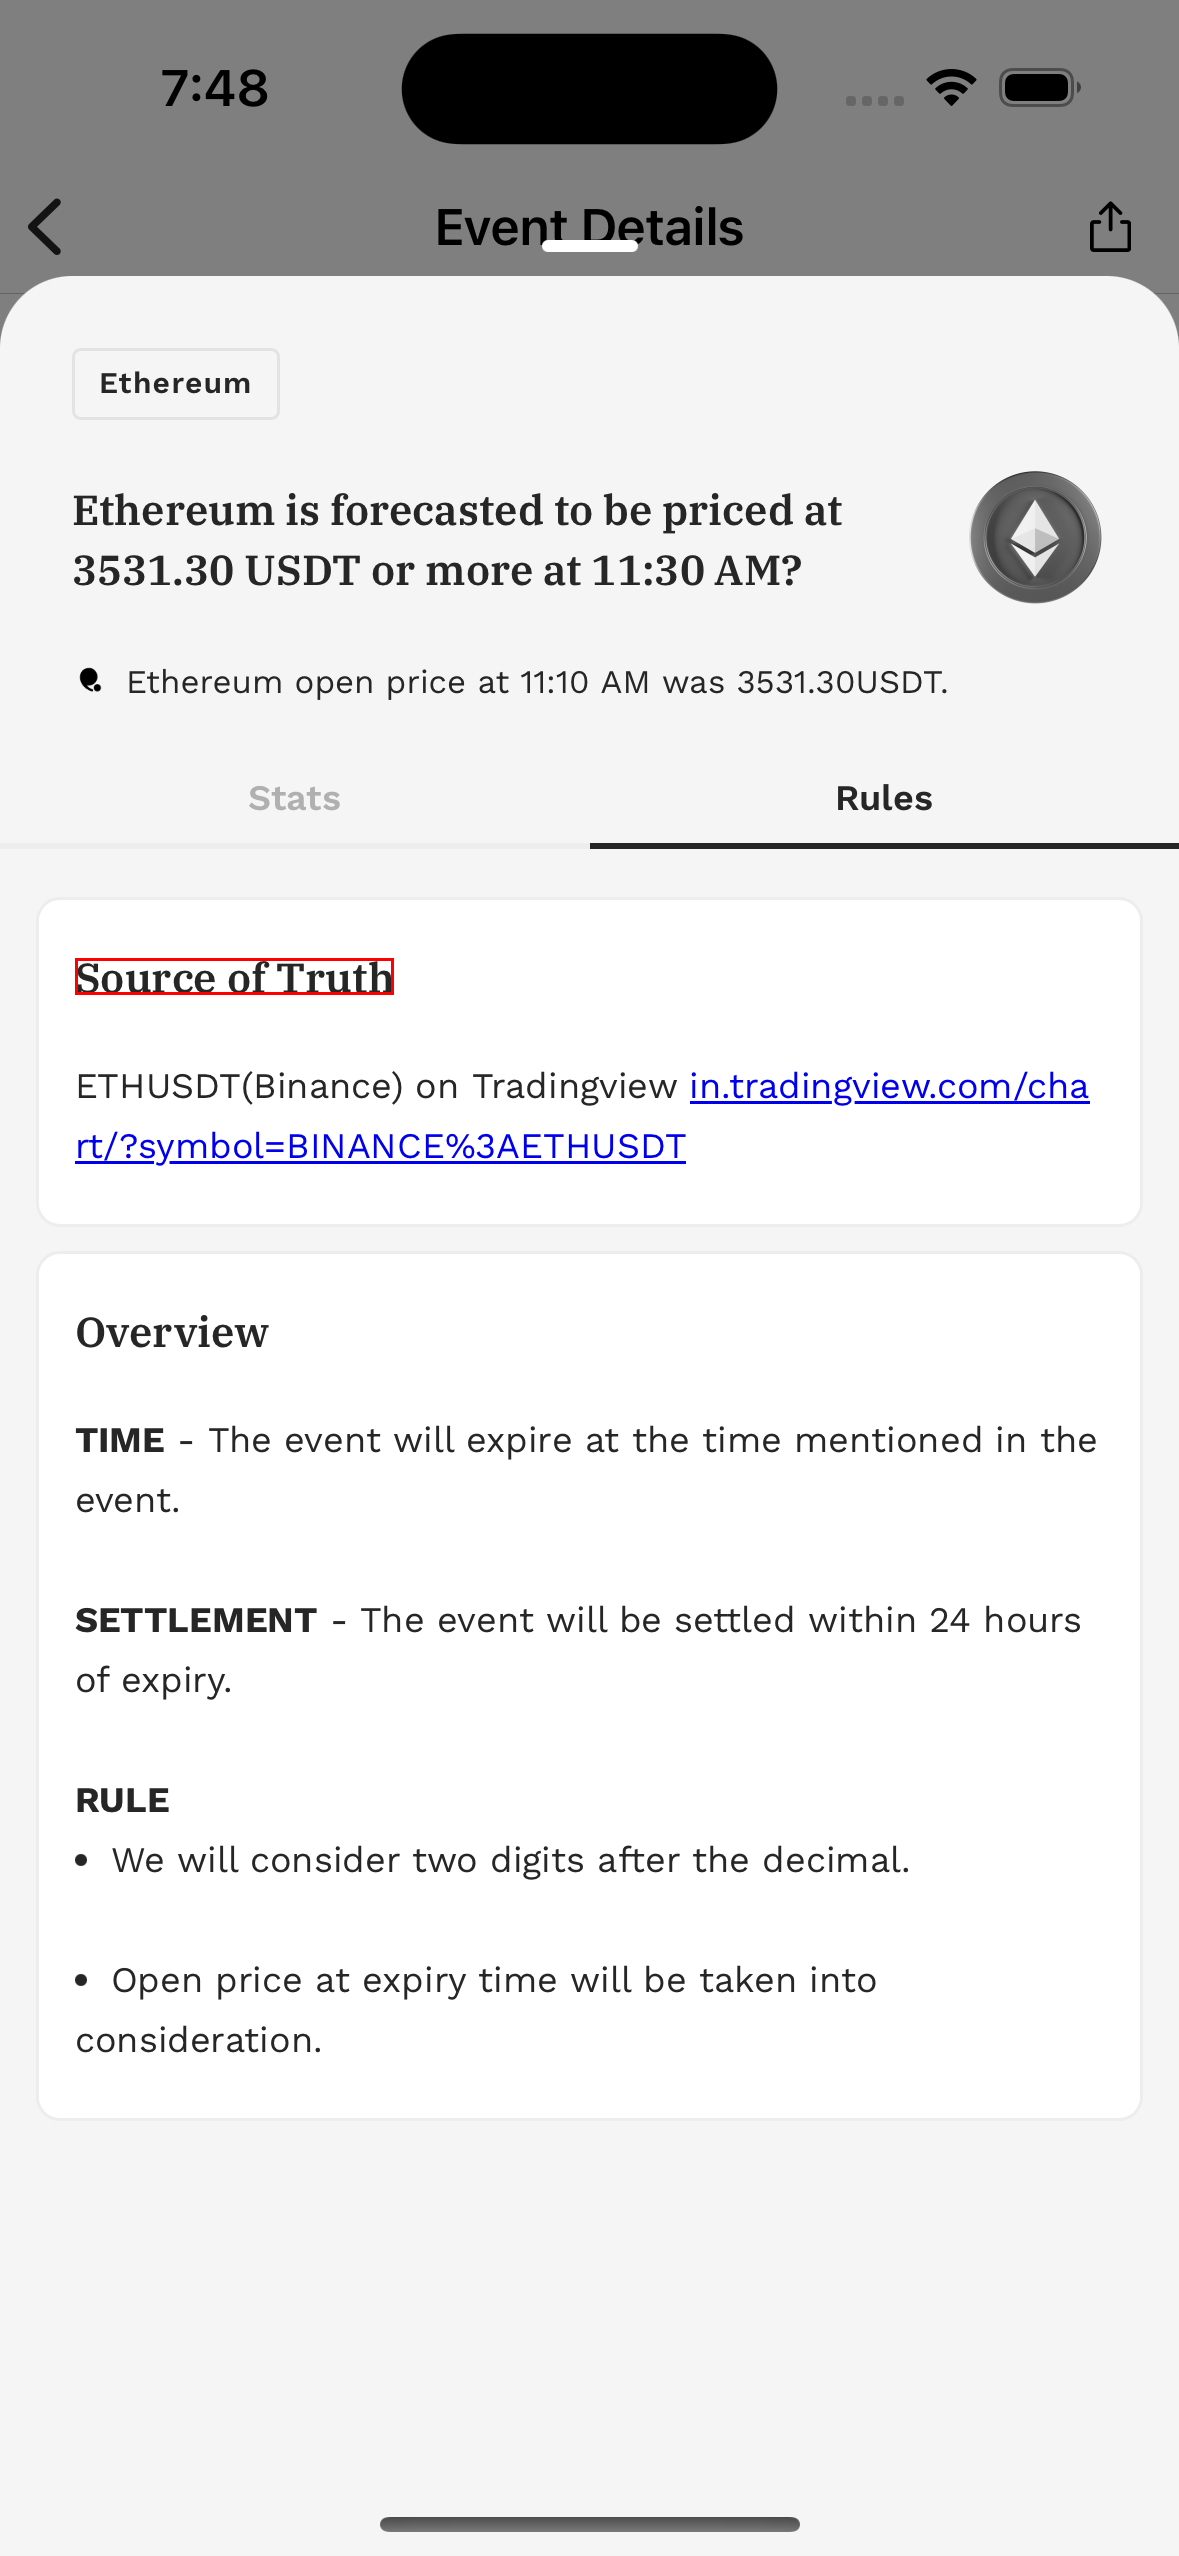 7:48
Event Details
Ethereum
Ethereum is forecasted to be priced at
3531.30 USDT or more at 11:30 AM?
Ethereum open price at 11:10 AM was 3531.30USDT.
Stats
Rules
Source of Truth
ETHUSDT(Binance) on Tradingview in.tradingview.com/cha
rt/?symbol=BINANCE%3AETHUSDT
Overview
TIME - The event will expire at the time mentioned in the
event.
SETTLEMENT - The event will be settled within 24 hours
of expiry.
RULE
• We will consider two digits after the decimal.
• Open price at expiry time will be taken into
consideration.